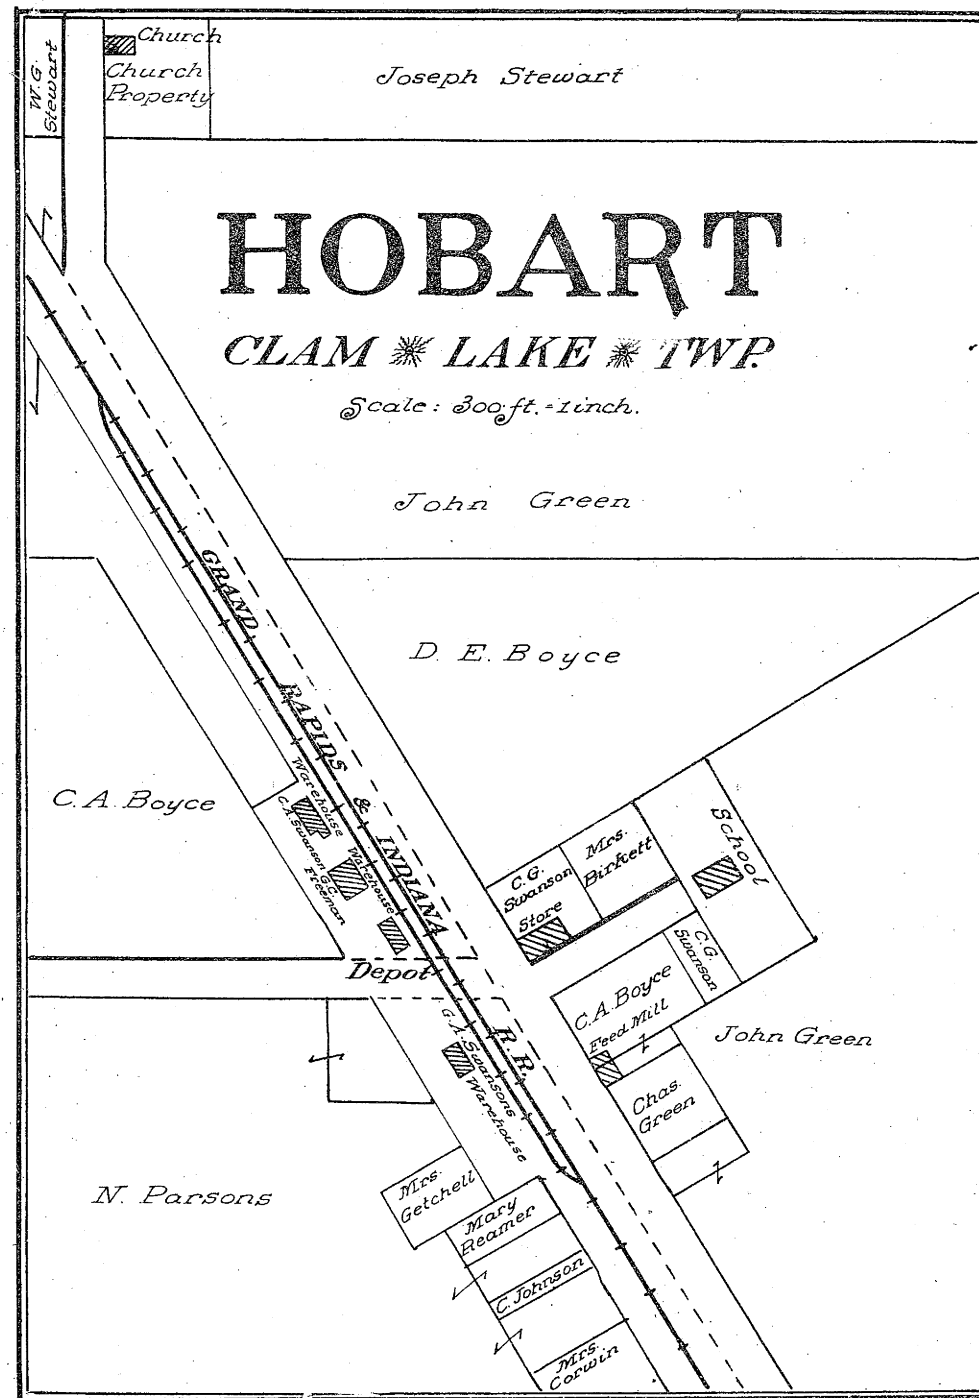 W.G.
Stewart
Church
Church
Property
Joseph Stewart
HOBART
CLAM LAKE TWP.
Scale: 300 ft. = 1 inch.
John Green
GRAND RAPIDS & INDIANA R.R.
D. E. Boyce
C. A. Boyce
Warehouse
C.A. Swanson
G.C.
Freeman
Warehouse
Depot
C.G.
Swanson
Store
Mrs.
Birkett
School
C.G.
Swanson
C.A. Boyce
Feed Mill
John Green
Chas.
Green
G.A. Swansons
Warehouse
N. Parsons
Mrs.
Getchell
Mary
Reamer
C. Johnson
Mrs.
Corwin